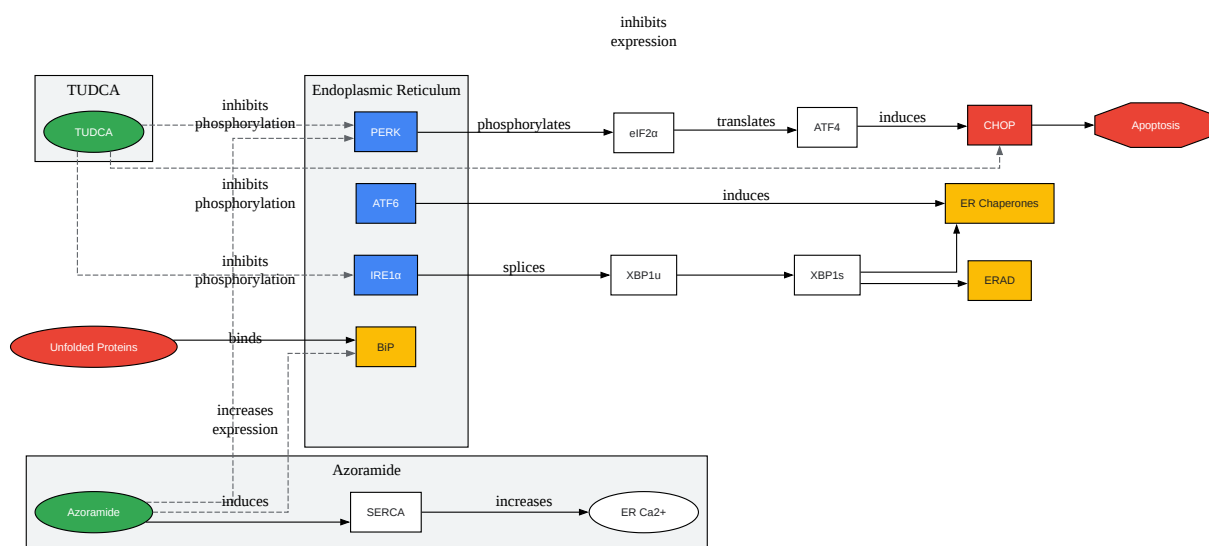 inhibits
expression
TUDCA
Endoplasmic Reticulum
TUDCA
inhibits
phosphorylation
PERK
phosphorylates
eIF2α
translates
ATF4
induces
CHOP
Apoptosis
inhibits
phosphorylation
ATF6
induces
ER Chaperones
inhibits
phosphorylation
IRE1α
splices
XBP1u
XBP1s
ERAD
Unfolded Proteins
binds
BiP
increases
expression
Azoramide
Azoramide
induces
SERCA
increases
ER Ca2+